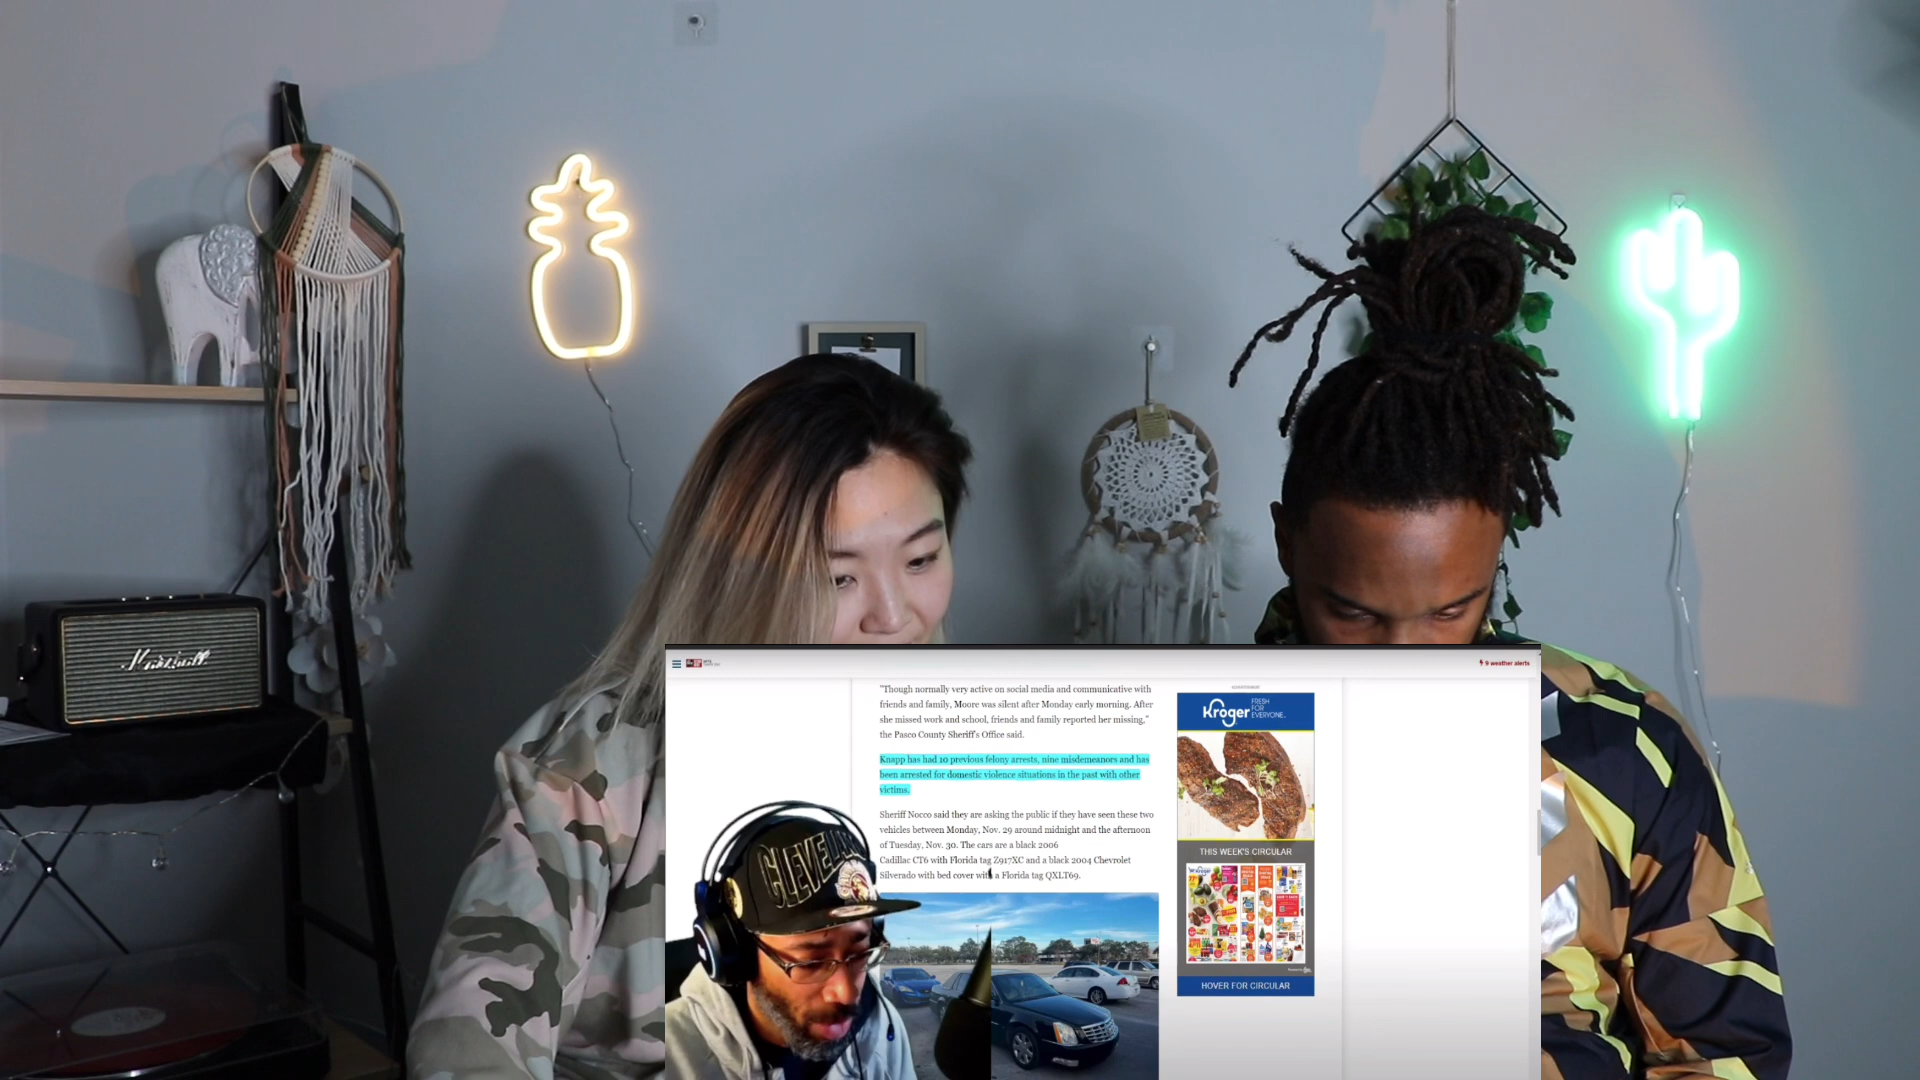 Marshall
9 weather alerts
"Though normally very active on social media and communicative with
friends and family, Moore was silent after Monday early morning. After
she missed work and school, friends and family reported her missing,"
the Pasco County Sheriff's Office said.
Knapp has had 10 previous felony arrests, nine misdemeanors and has
been arrested for domestic violence situations in the past with other
victims.
Sheriff Nocco said they are asking the public if they have seen these two
vehicles between Monday, Nov. 29 around midnight and the afternoon
of Tuesday, Nov. 30. The cars are a black 2006
Cadillac CT6 with Florida tag Z917XC and a black 2004 Chevrolet
Silverado with bed cover with a Florida tag QXLT69.
ADVERTISEMENT
Kroger
FRESH
FOR
EVERYONE.
THIS WEEK'S CIRCULAR
HOVER FOR CIRCULAR
CLEVELAND